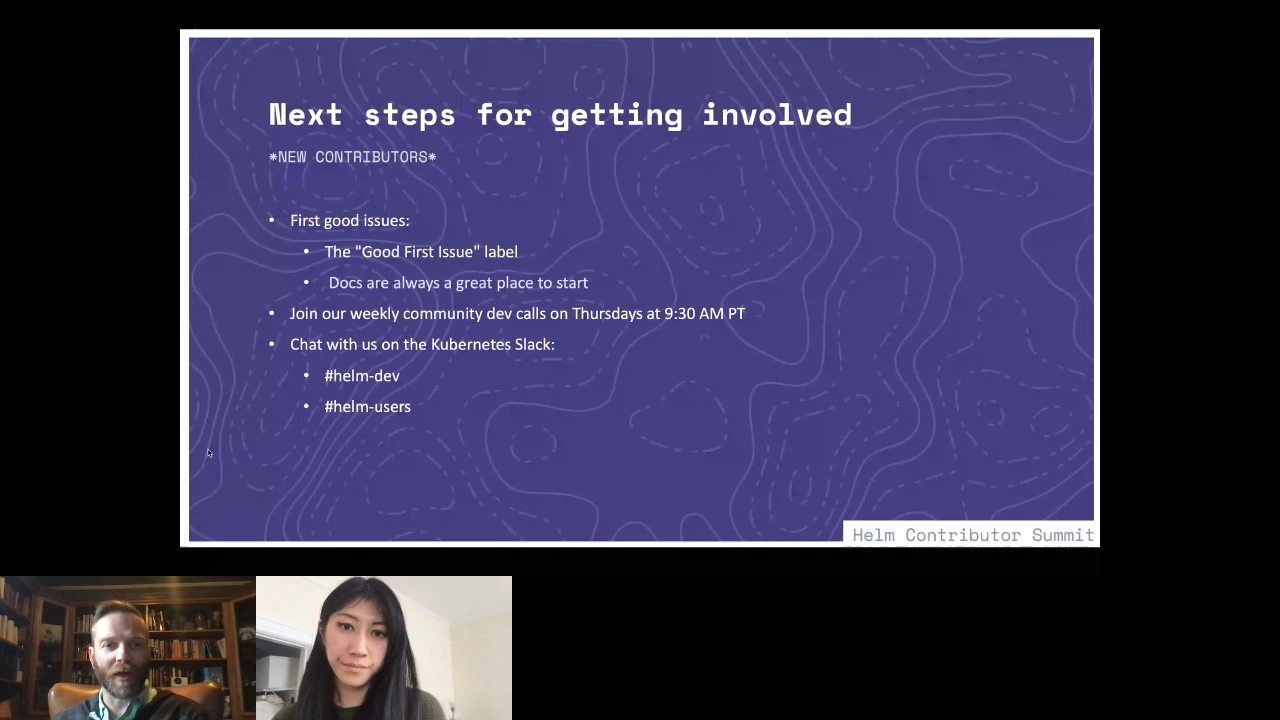 Next steps for getting involved
*NEW CONTRIBUTORS*
• First good issues:
• The "Good First Issue" label
• Docs are always a great place to start
• Join our weekly community dev calls on Thursdays at 9:30 AM PT
• Chat with us on the Kubernetes Slack:
• #helm-dev
• #helm-users
Helm Contributor Summit